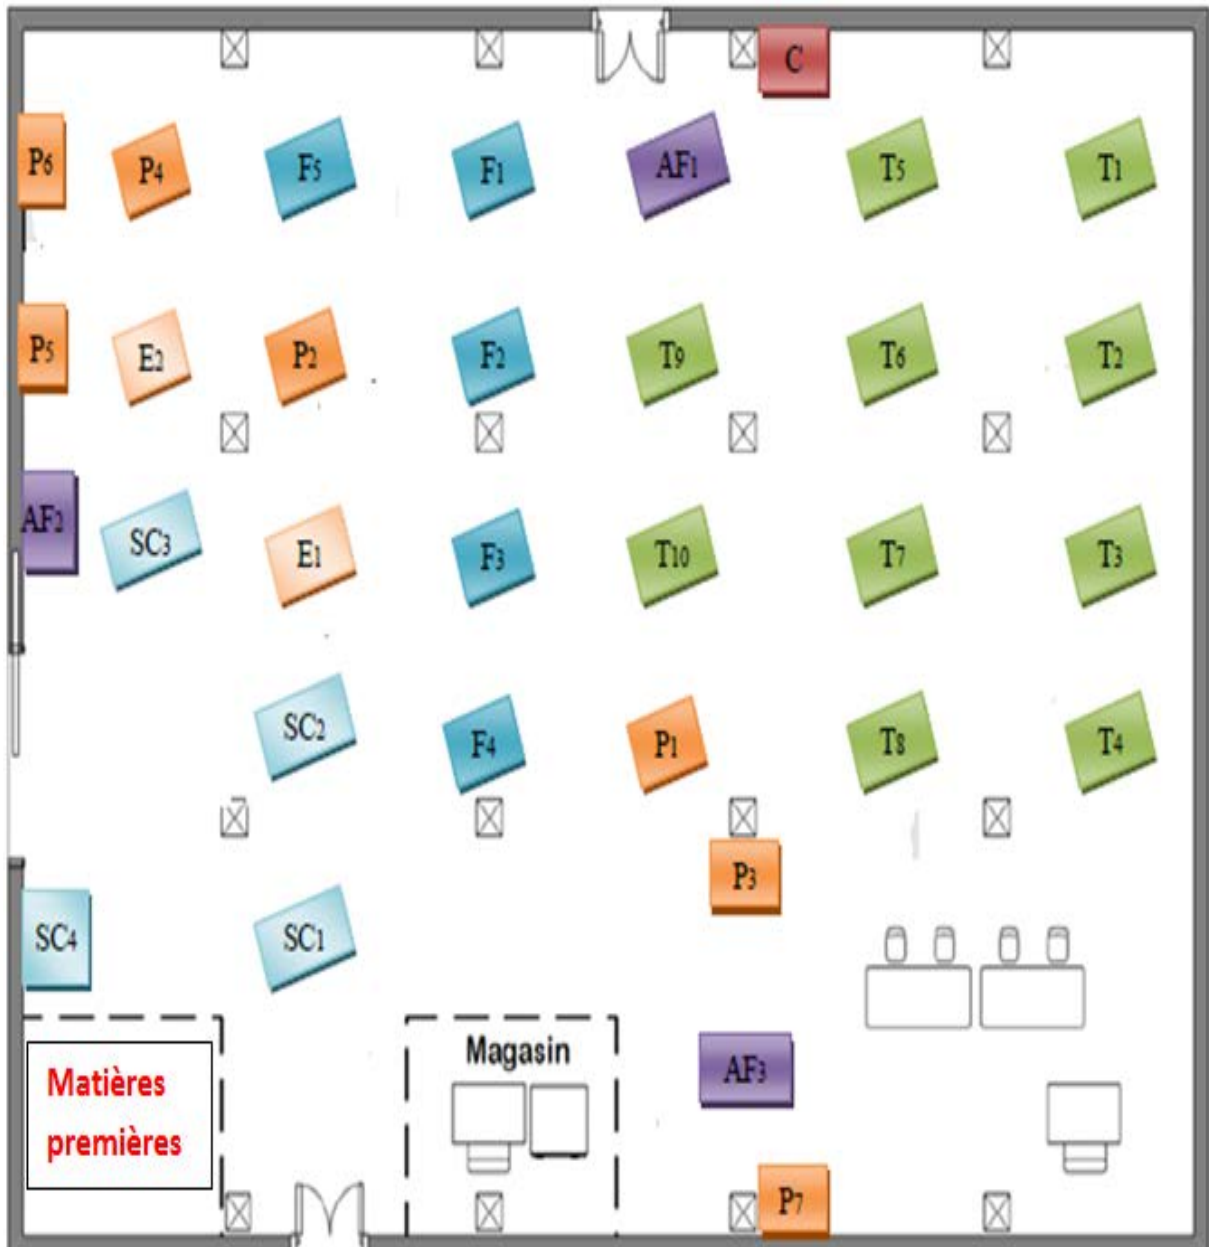 C
P6 P4 F5 F1 AF1 T5 T1
P5 E2 P2 F2 T9 T6 T2
AF2 SC3 E1 F3 T10 T7 T3
SC2 F4 P1 T8 T4
P3
SC4 SC1
Magasin
AF3
Matières
premières
P7